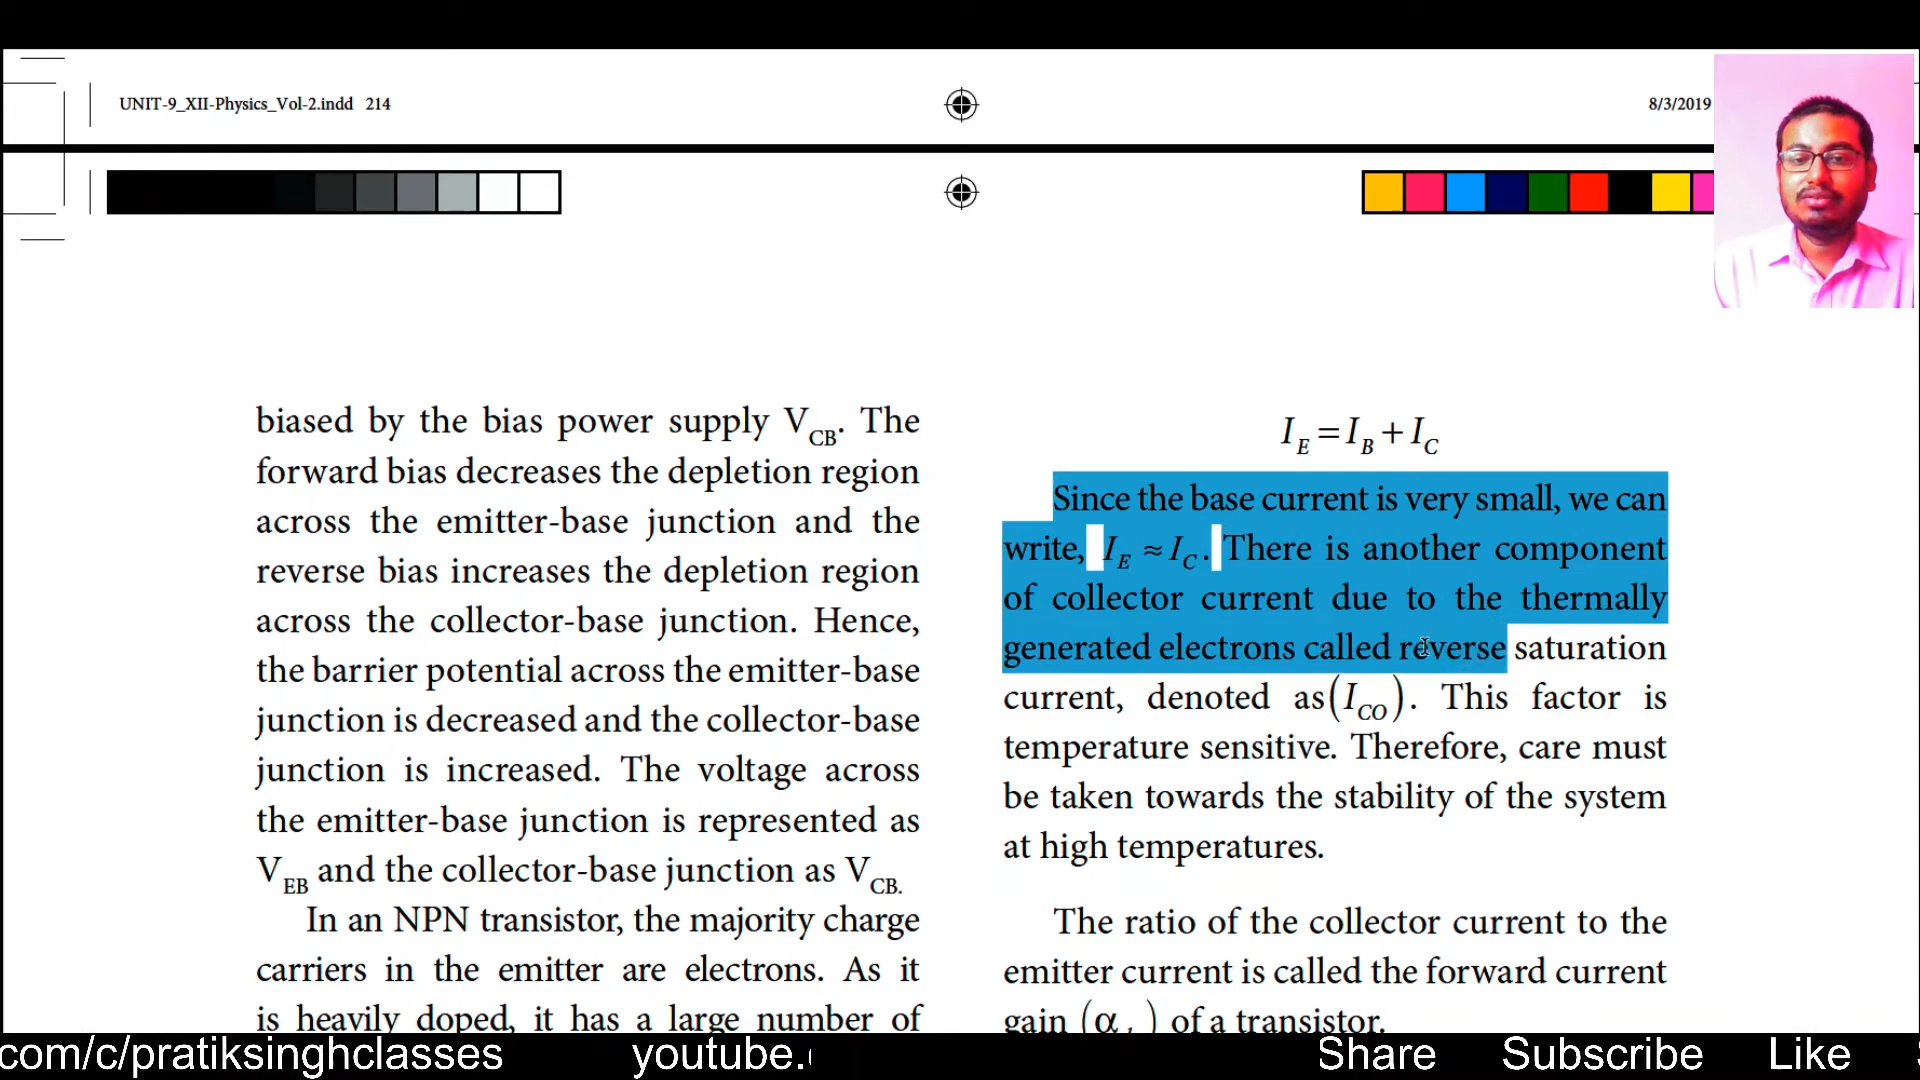 UNIT-9_XII-Physics_Vol-2.indd 214
8/3/2019
biased by the bias power supply V_CB. The
forward bias decreases the depletion region
across the emitter-base junction and the
reverse bias increases the depletion region
across the collector-base junction. Hence,
the barrier potential across the emitter-base
junction is decreased and the collector-base
junction is increased. The voltage across
the emitter-base junction is represented as
V_EB and the collector-base junction as V_CB.
In an NPN transistor, the majority charge
carriers in the emitter are electrons. As it
is heavily doped, it has a large number of
I_E = I_B + I_C
Since the base current is very small, we can
write, I_E ≈ I_C. There is another component
of collector current due to the thermally
generated electrons called reverse saturation
current, denoted as (I_CO). This factor is
temperature sensitive. Therefore, care must
be taken towards the stability of the system
at high temperatures.
The ratio of the collector current to the
emitter current is called the forward current
gain (α ) of a transistor.
com/c/pratiksinghclasses youtube. Share Subscribe Like